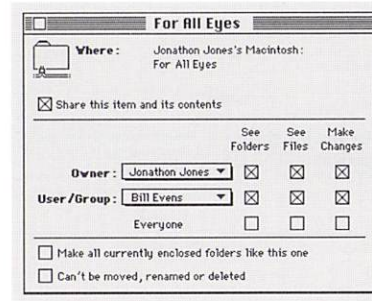 For All Eyes
Where: Jonathon Jones's Macintosh:
For All Eyes
Share this item and its contents
See Folders See Files Make Changes
Owner: Jonathon Jones
User/Group: Bill Evens
Everyone
Make all currently enclosed folders like this one
Can't be moved, renamed or deleted